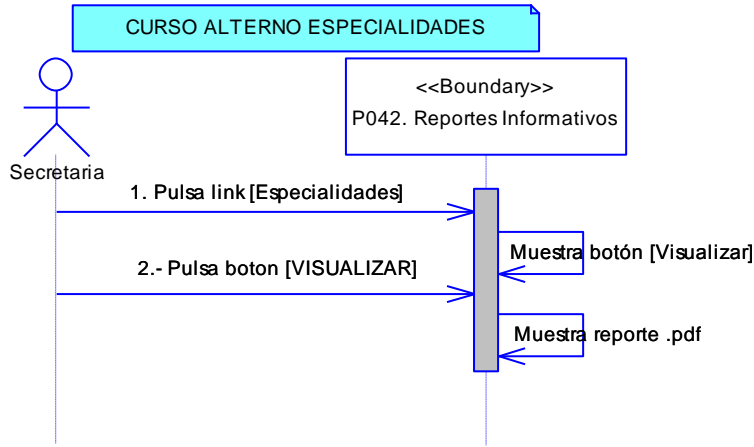 CURSO ALTERNO ESPECIALIDADES
<<Boundary>>
P042. Reportes Informativos
Secretaria
1. Pulsa link [Especialidades]
Muestra botón [Visualizar]
2.- Pulsa boton [VISUALIZAR]
Muestra reporte .pdf